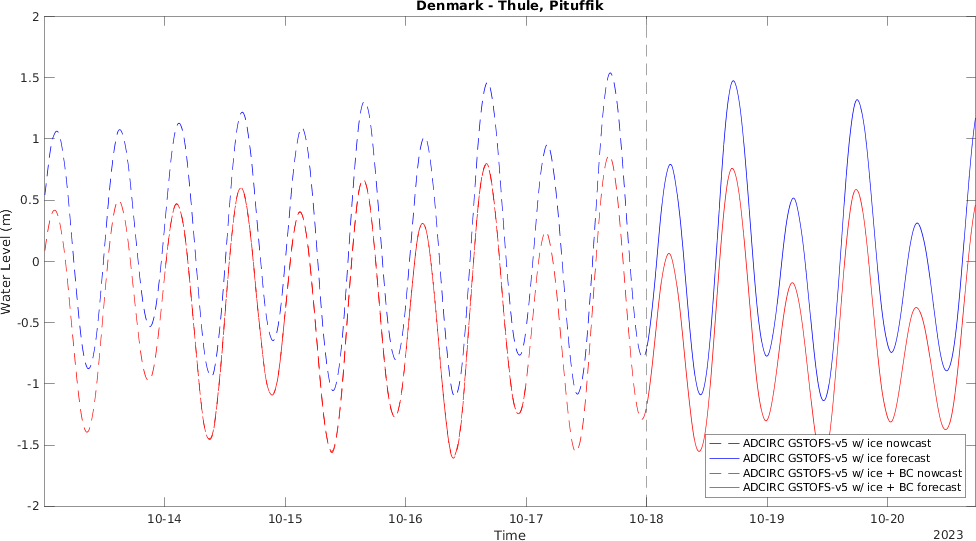 Denmark - Thule, Pituffik
Water Level (m)
2
1.5
1
0.5
0
-0.5
-1
-1.5
-2
ADCIRC GSTOFS-v5 w/ ice nowcast
ADCIRC GSTOFS-v5 w/ ice forecast
ADCIRC GSTOFS-v5 w/ ice + BC nowcast
ADCIRC GSTOFS-v5 w/ ice + BC forecast
10-14 10-15 10-16 10-17 10-18 10-19 10-20
Time
2023